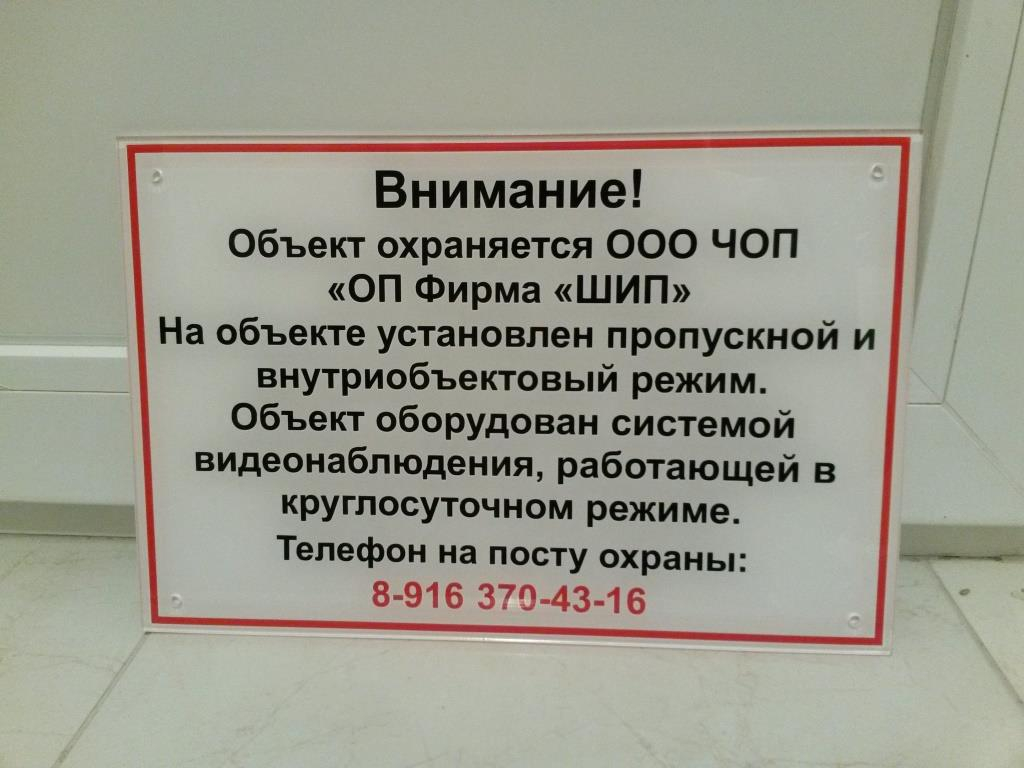 Внимание!
Объект охраняется ООО ЧОП
«ОП Фирма «ШИП»
На объекте установлен пропускной и
внутриобъектовый режим.
Объект оборудован системой
видеонаблюдения, работающей в
круглосуточном режиме.
Телефон на посту охраны:
8-916 370-43-16